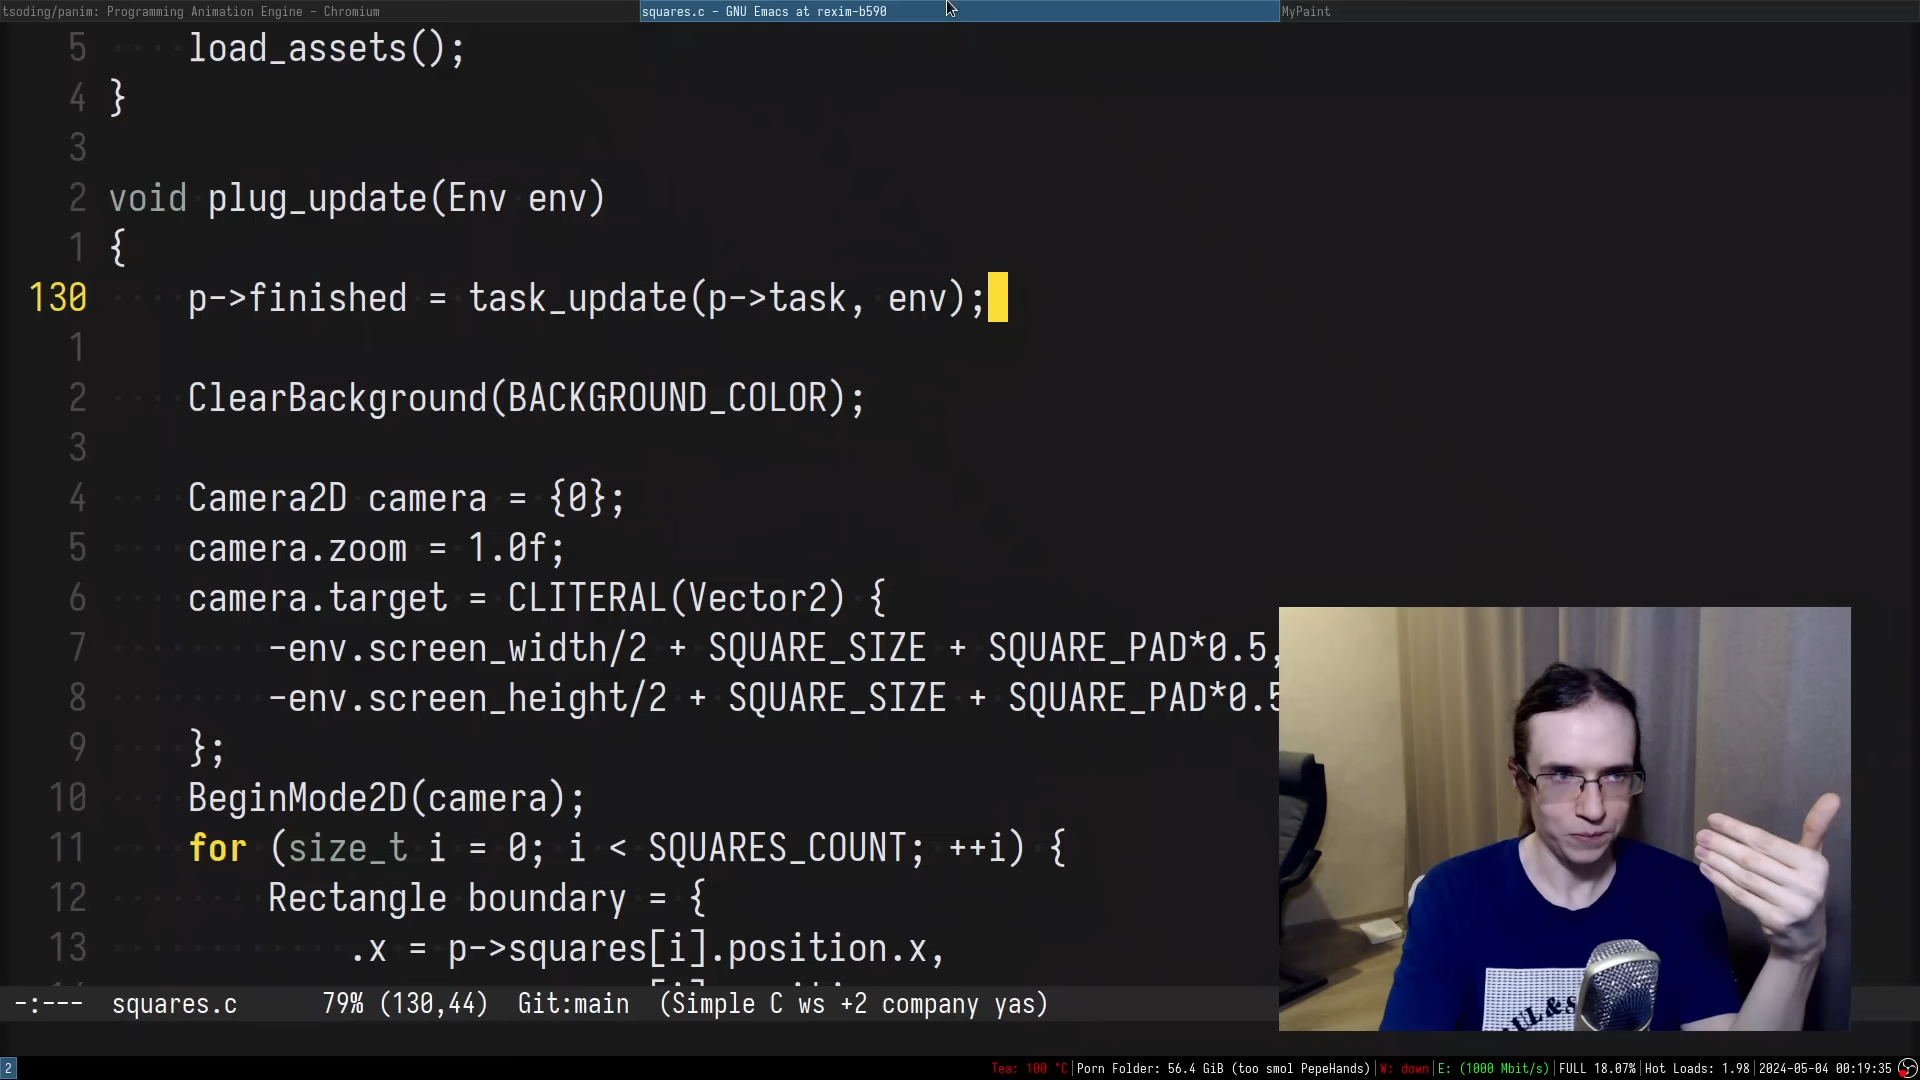 tsoding/panim: Programming Animation Engine - Chromium
squares.c - GNU Emacs at rexim-b590
MyPaint
5 load_assets();
4 }
3
2 void plug_update(Env env)
1 {
130 p->finished = task_update(p->task, env);
1
2 ClearBackground(BACKGROUND_COLOR);
3
4 Camera2D camera = {0};
5 camera.zoom = 1.0f;
6 camera.target = CLITERAL(Vector2) {
7 -env.screen_width/2 + SQUARE_SIZE + SQUARE_PAD*0.5,
8 -env.screen_height/2 + SQUARE_SIZE + SQUARE_PAD*0.5
9 };
10 BeginMode2D(camera);
11 for (size_t i = 0; i < SQUARES_COUNT; ++i) {
12 Rectangle boundary = {
13 .x = p->squares[i].position.x,
-:--- squares.c 79% (130,44) Git:main (Simple C ws +2 company yas)
2
Tea: 100 °C|Porn Folder: 56.4 GiB (too smol PepeHands)|W: down|E: (1000 Mbit/s)|FULL 18.07%|Hot Loads: 1.98|2024-05-04 00:19:35